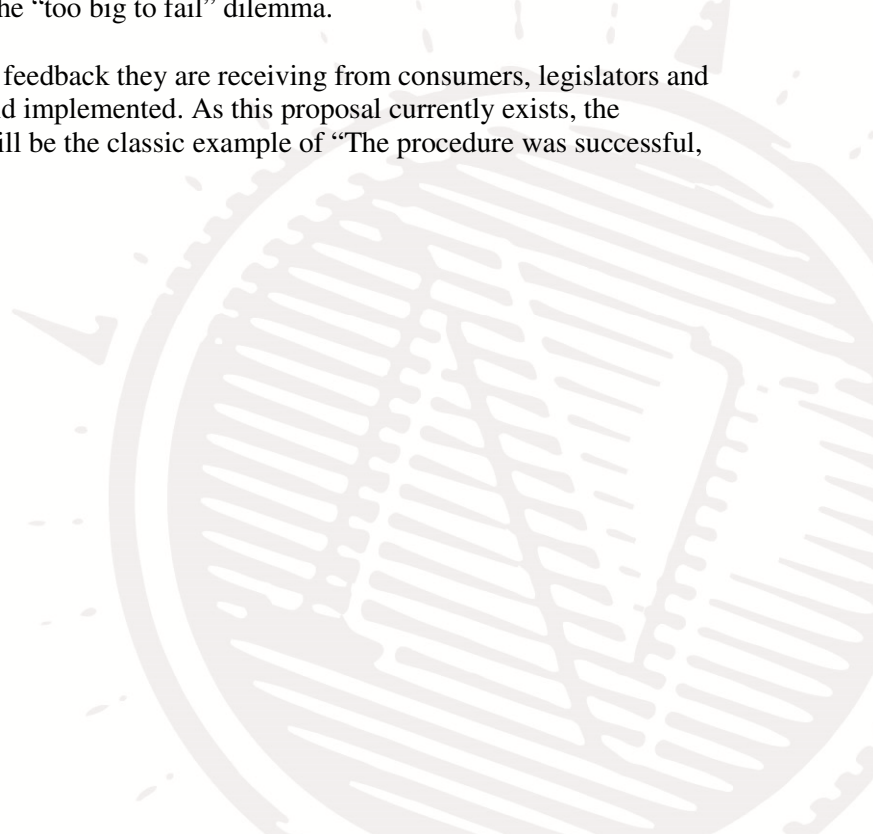 he “too big to fail” dilemma.
feedback they are receiving from consumers, legislators and
d implemented. As this proposal currently exists, the
ill be the classic example of “The procedure was successful,